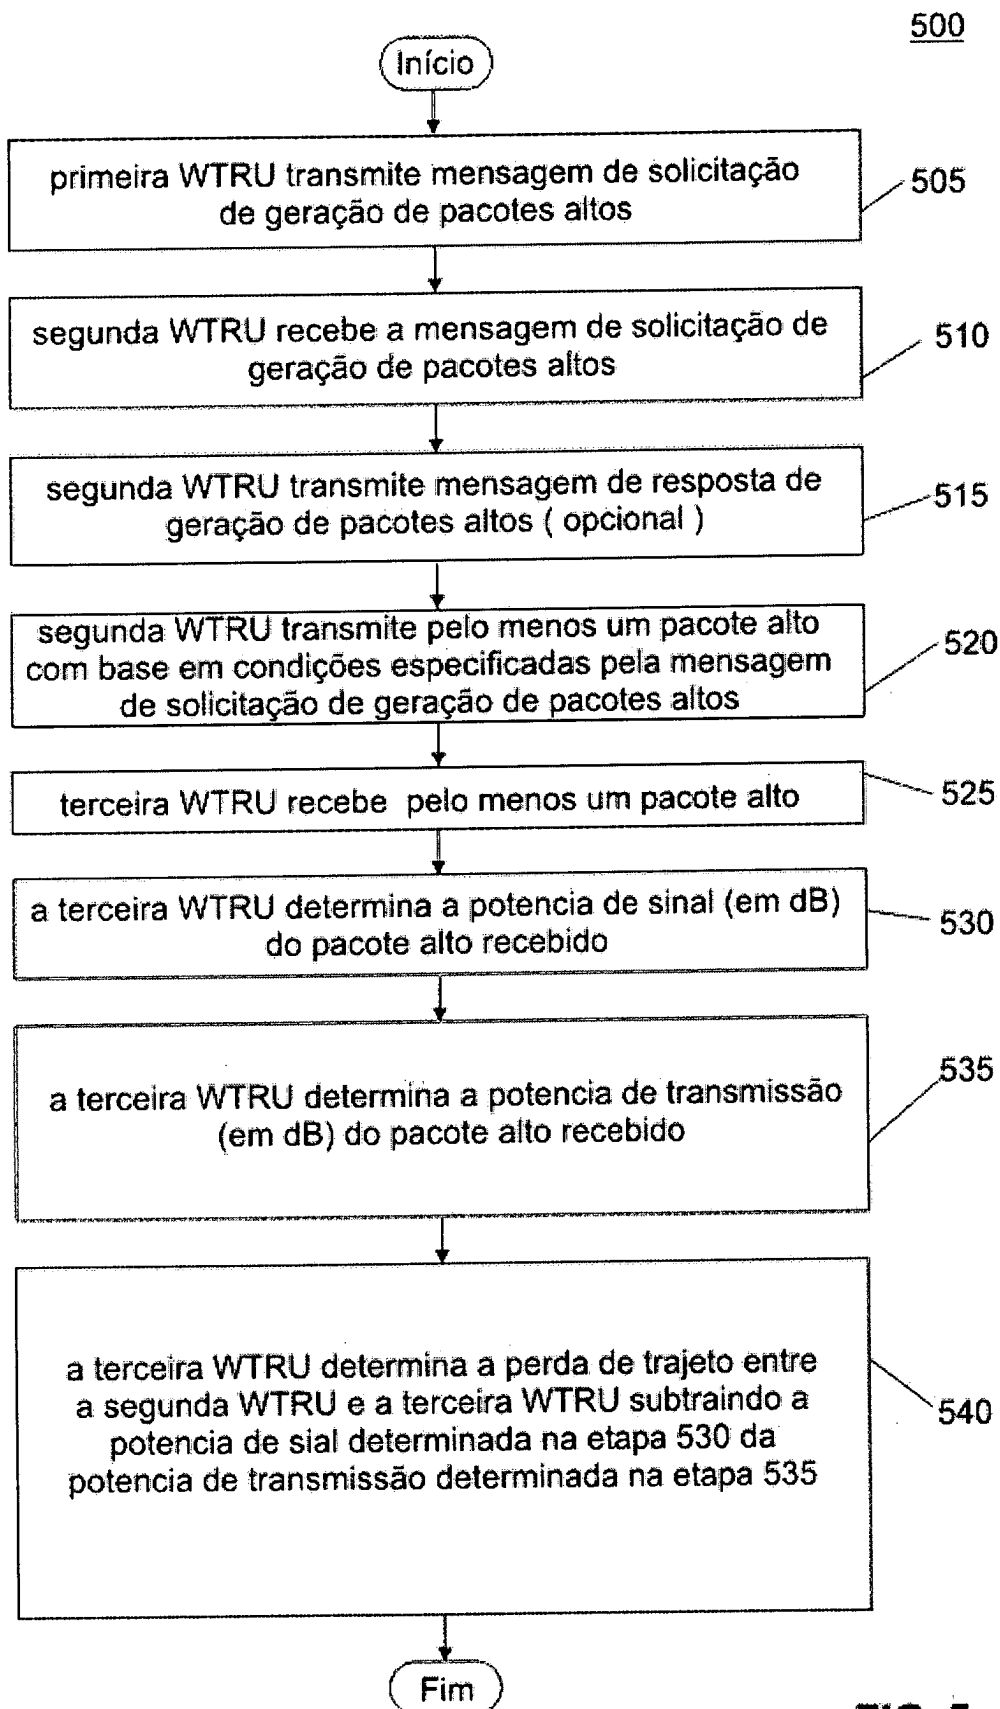 500
Início
primeira WTRU transmite mensagem de solicitação
de geração de pacotes altos
505
segunda WTRU recebe a mensagem de solicitação de
geração de pacotes altos
510
segunda WTRU transmite mensagem de resposta de
geração de pacotes altos ( opcional )
515
segunda WTRU transmite pelo menos um pacote alto
com base em condições especificadas pela mensagem
de solicitação de geração de pacotes altos
520
terceira WTRU recebe pelo menos um pacote alto
525
a terceira WTRU determina a potencia de sinal (em dB)
do pacote alto recebido
530
a terceira WTRU determina a potencia de transmissão
(em dB) do pacote alto recebido
535
a terceira WTRU determina a perda de trajeto entre
a segunda WTRU e a terceira WTRU subtraindo a
potencia de sial determinada na etapa 530 da
potencia de transmissão determinada na etapa 535
540
Fim